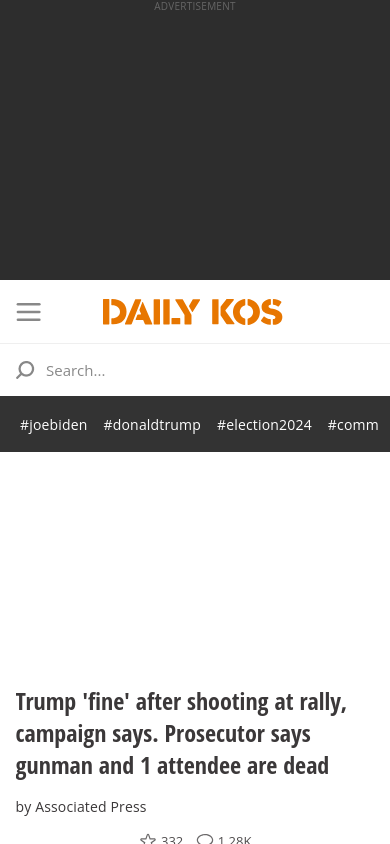 ADVERTISEMENT
DAILY KOS
Search...
#joebiden #donaldtrump #election2024 #comm
Trump 'fine' after shooting at rally,
campaign says. Prosecutor says
gunman and 1 attendee are dead
by Associated Press
332 1.28K